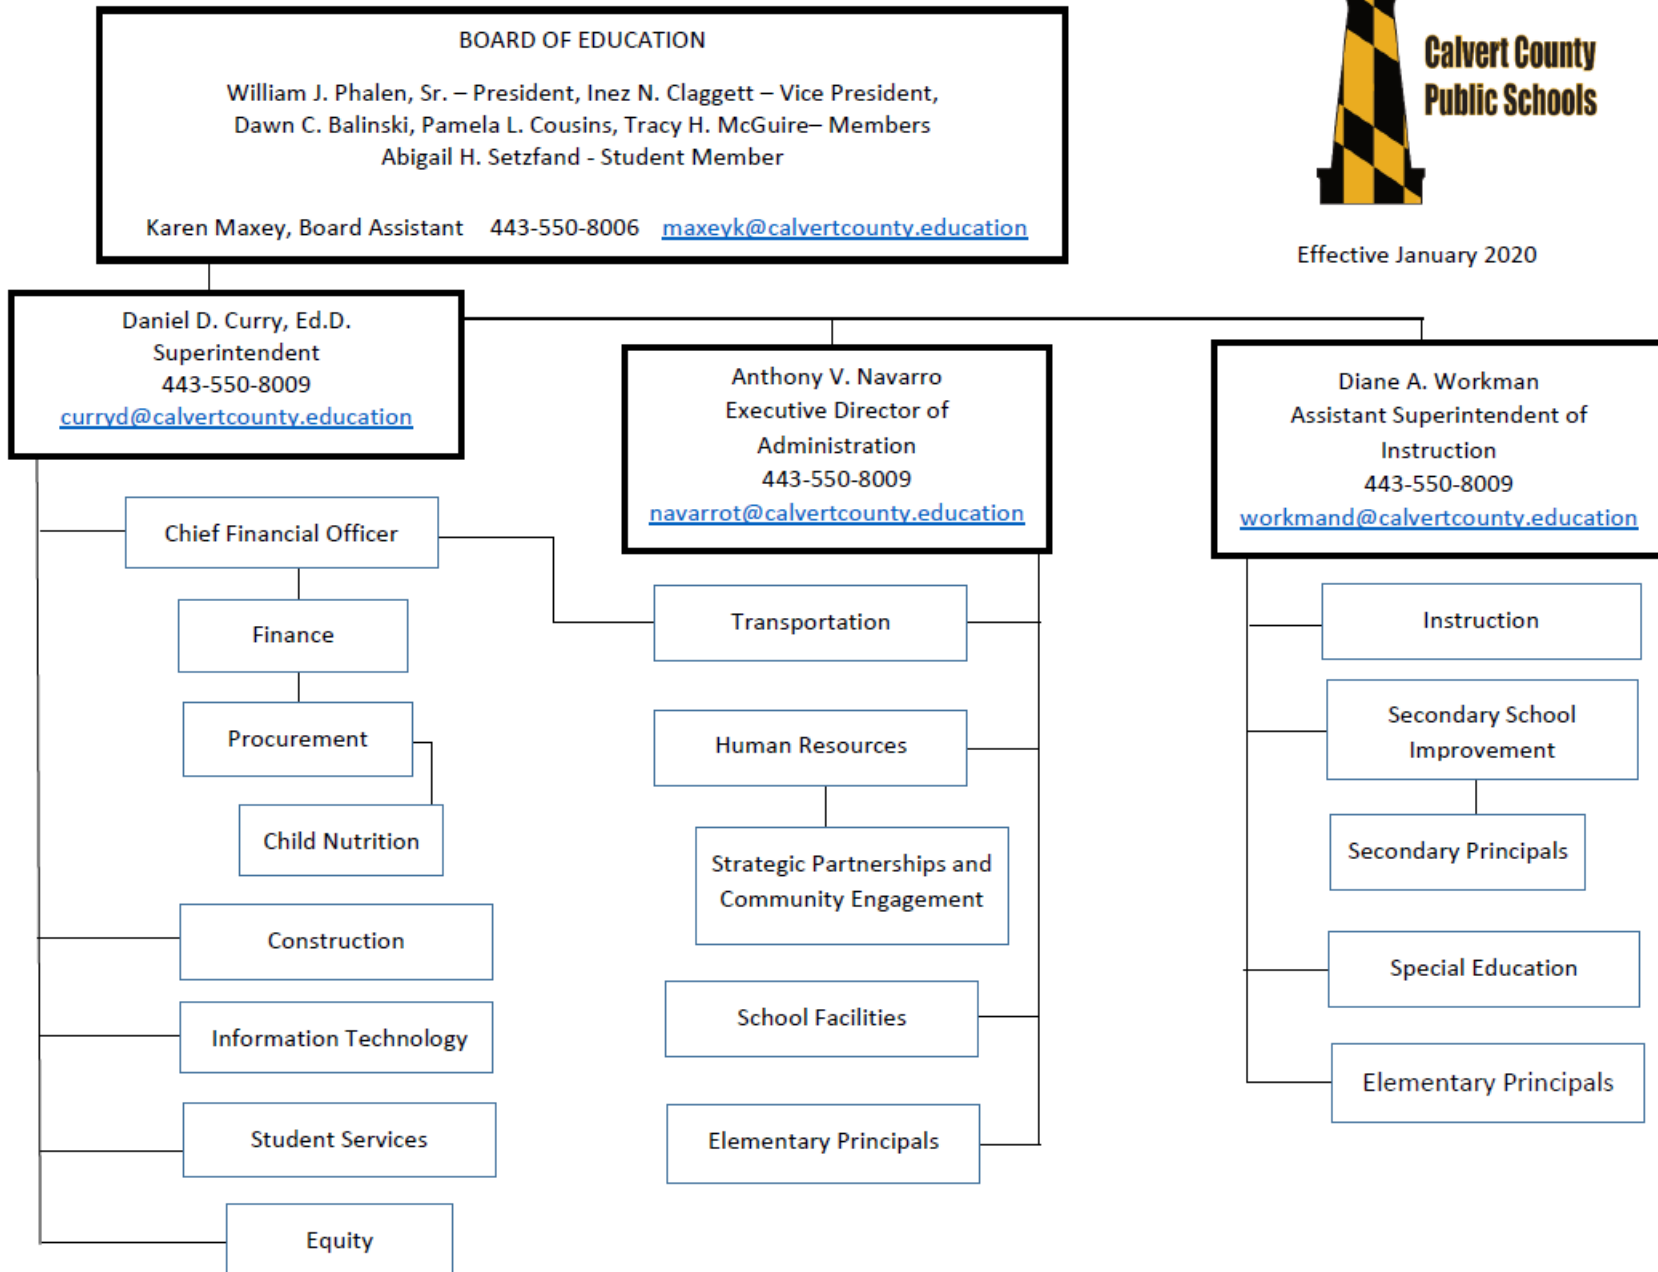 BOARD OF EDUCATION
William J. Phalen, Sr. – President, Inez N. Claggett – Vice President,
Dawn C. Balinski, Pamela L. Cousins, Tracy H. McGuire– Members
Abigail H. Setzfand - Student Member
Karen Maxey, Board Assistant 443-550-8006 maxeyk@calvertcounty.education
Calvert County
Public Schools
Effective January 2020
Daniel D. Curry, Ed.D.
Superintendent
443-550-8009
curryd@calvertcounty.education
Anthony V. Navarro
Executive Director of
Administration
443-550-8009
navarrot@calvertcounty.education
Diane A. Workman
Assistant Superintendent of
Instruction
443-550-8009
workmand@calvertcounty.education
Chief Financial Officer
Finance
Procurement
Child Nutrition
Construction
Information Technology
Student Services
Equity
Transportation
Human Resources
Strategic Partnerships and
Community Engagement
School Facilities
Elementary Principals
Instruction
Secondary School
Improvement
Secondary Principals
Special Education
Elementary Principals